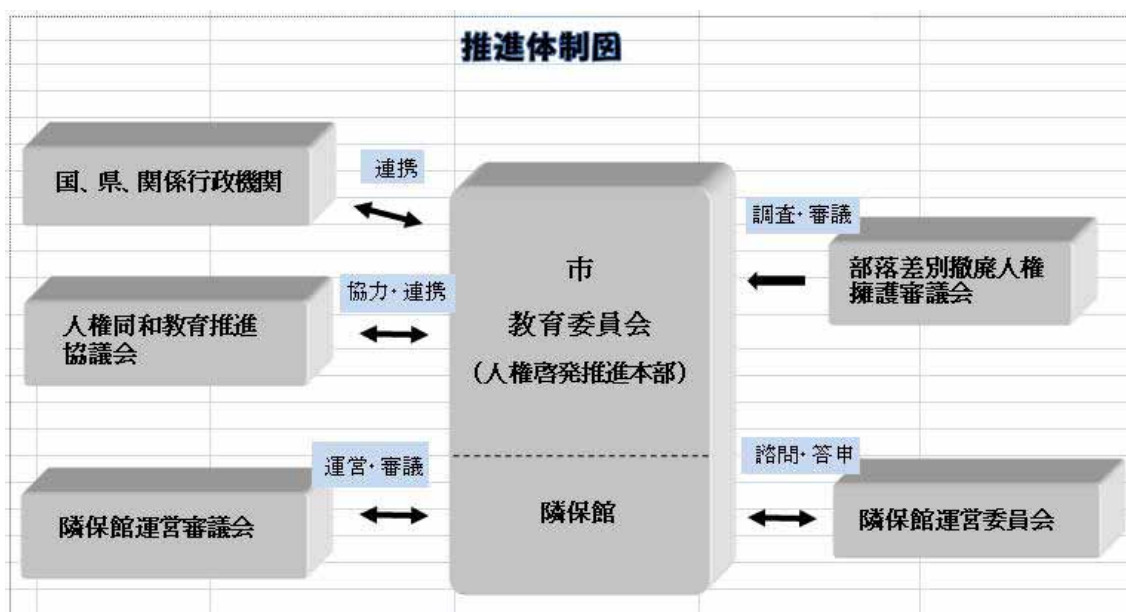 推進体制図
国、県、関係行政機関
連携
人権同和教育推進
協議会
協力・連携
隣保館運営審議会
運営・審議
市
教育委員会
（人権啓発推進本部）
隣保館
調査・審議
部落差別撤廃人権
擁護審議会
諮問・答申
隣保館運営委員会